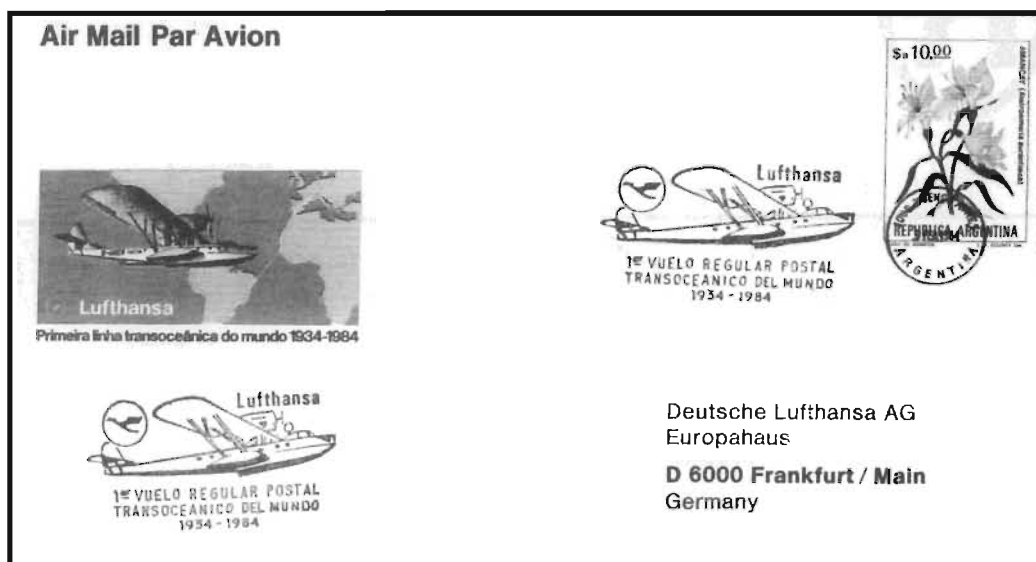 Air Mail Par Avion
$a 10,00
REPUBLICA ARGENTINA
ARGENTINA
Lufthansa
1er VUELO REGULAR POSTAL
TRANSOCEANICO DEL MUNDO
1934 - 1984
Lufthansa
Primeira linha transoceânica do mundo 1934-1984
Lufthansa
1er VUELO REGULAR POSTAL
TRANSOCEANICO DEL MUNDO
1934 - 1984
Deutsche Lufthansa AG
Europahaus
D 6000 Frankfurt / Main
Germany